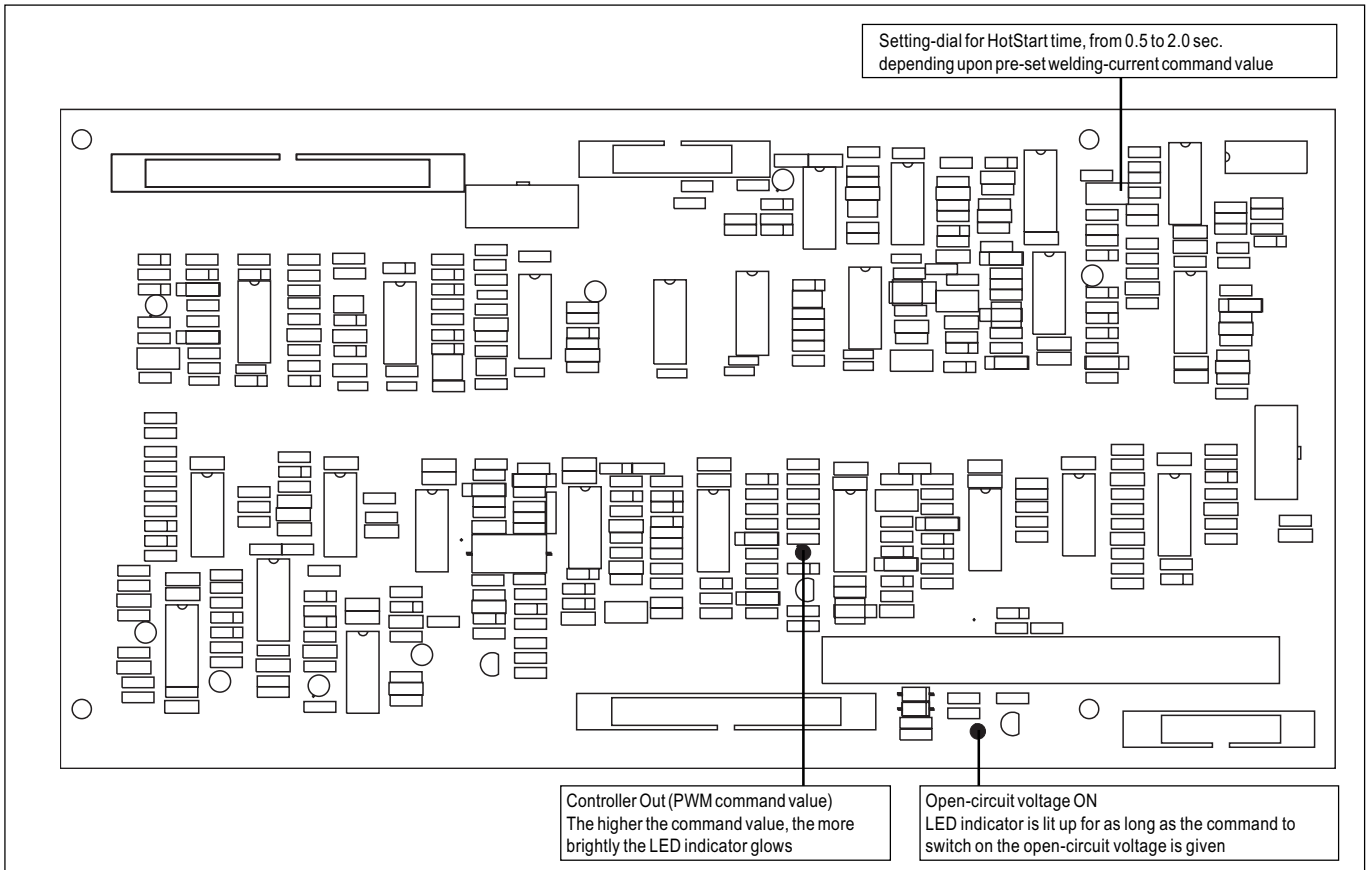 Setting-dial for HotStart time, from 0.5 to 2.0 sec.
depending upon pre-set welding-current command value
Controller Out (PWM command value)
The higher the command value, the more
brightly the LED indicator glows
Open-circuit voltage ON
LED indicator is lit up for as long as the command to
switch on the open-circuit voltage is given